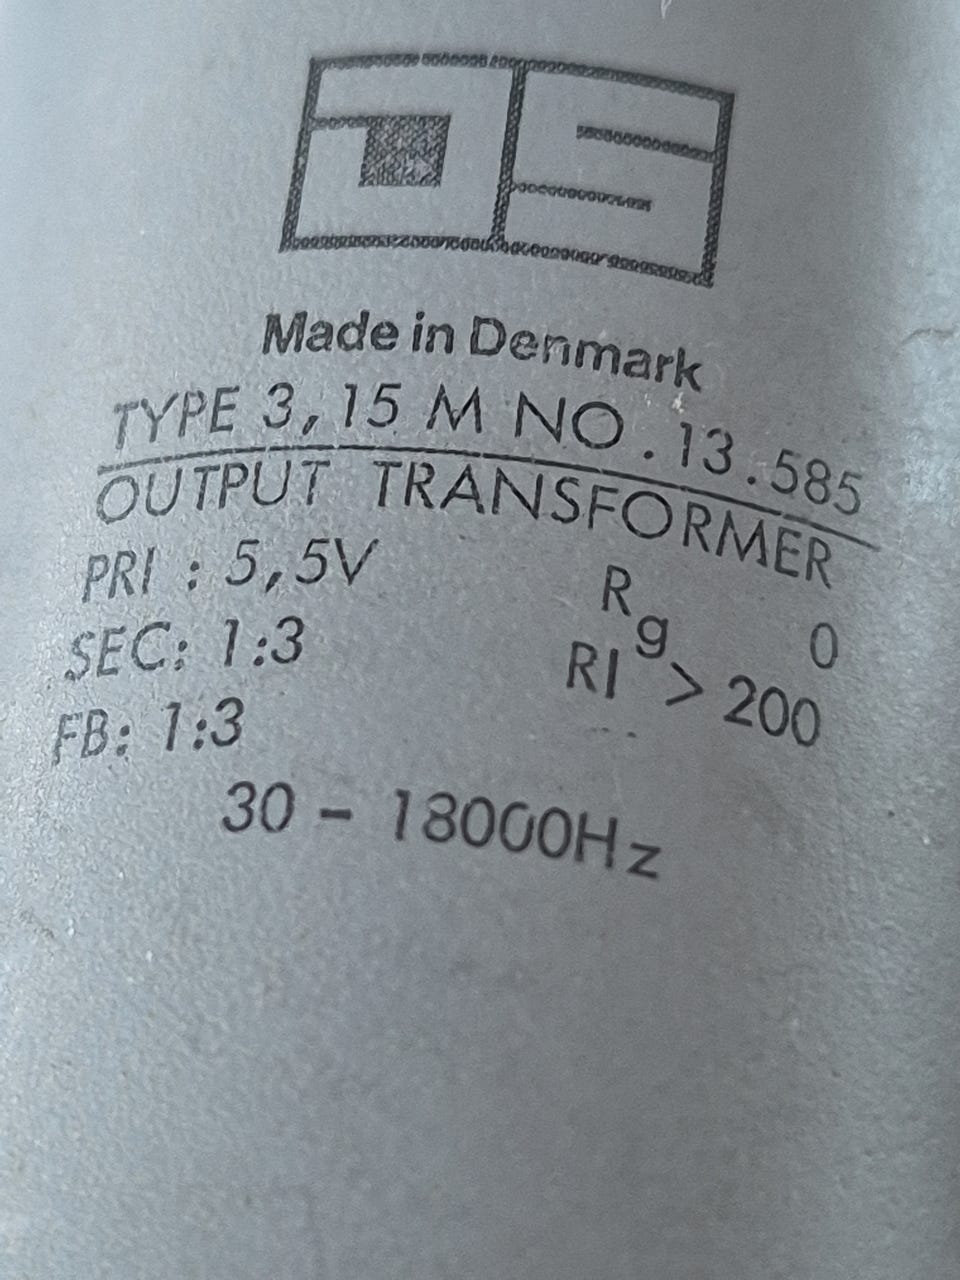 Made in Denmark
TYPE 3,15 M NO.13.585
OUTPUT TRANSFORMER
PRI : 5,5V Rg 0
SEC: 1:3 RI > 200
FB: 1:3
30 - 18000Hz